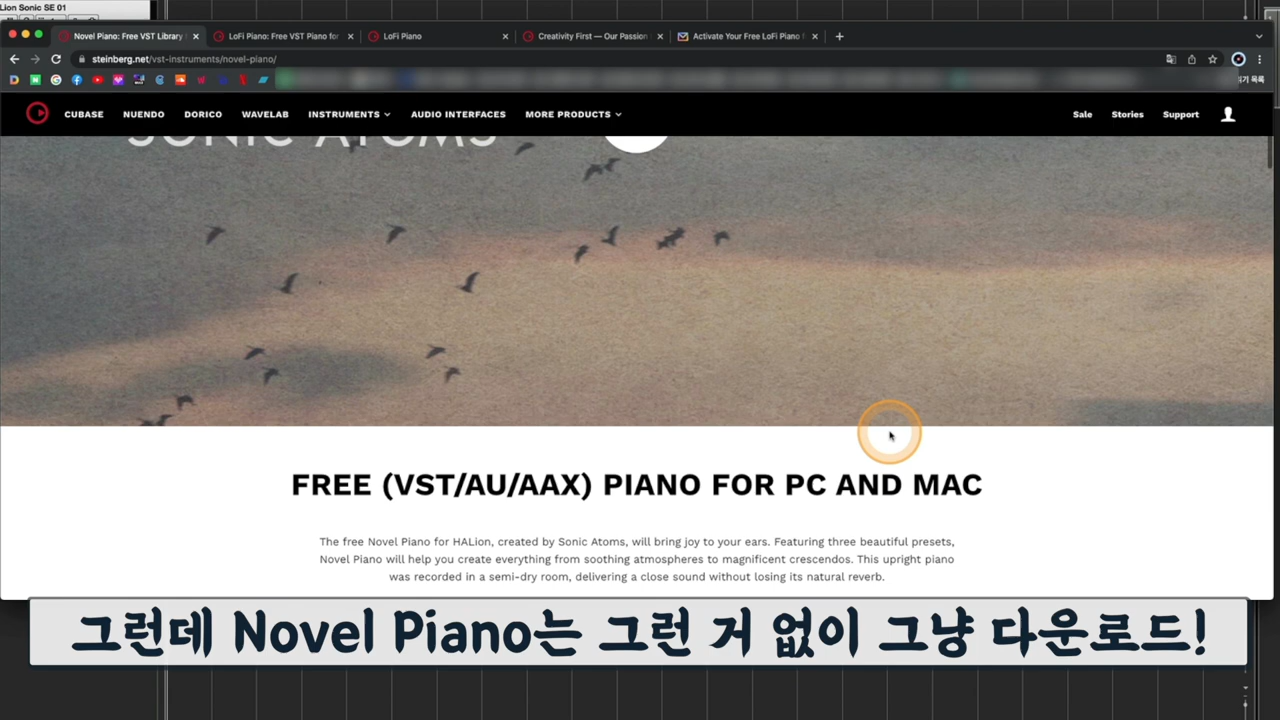 Lion Sonic SE 01
Novel Piano: Free VST Library
LoFi Piano: Free VST Piano for
LoFi Piano
Creativity First — Our Passion
Activate Your Free LoFi Piano
steinberg.net/vst-instruments/novel-piano/
CUBASE NUENDO DORICO WAVELAB INSTRUMENTS AUDIO INTERFACES MORE PRODUCTS Sale Stories Support
SONIC ATOMS
FREE (VST/AU/AAX) PIANO FOR PC AND MAC
The free Novel Piano for HALion, created by Sonic Atoms, will bring joy to your ears. Featuring three beautiful presets,
Novel Piano will help you create everything from soothing atmospheres to magnificent crescendos. This upright piano
was recorded in a semi-dry room, delivering a close sound without losing its natural reverb.
그런데 Novel Piano는 그런 거 없이 그냥 다운로드!